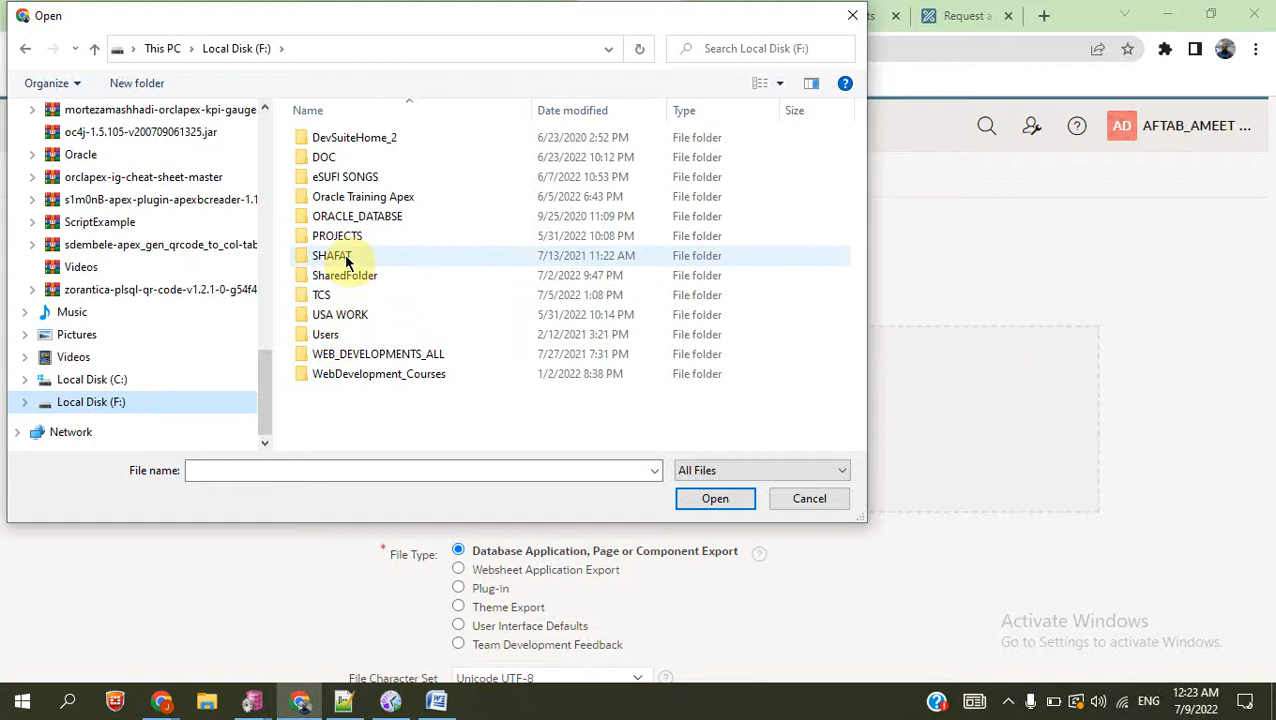 Open
ts
Request a
This PC
Local Disk (F:)
Search Local Disk (F:)
Organize
New folder
mortezamashhadi-orclapex-kpi-gauge
oc4j-1.5.105-v200709061325.jar
Oracle
orclapex-ig-cheat-sheet-master
s1m0nB-apex-plugin-apexbcreader-1.1
ScriptExample
sdembele-apex_gen_qrcode_to_col-tab
Videos
zorantica-plsql-qr-code-v1.2.1-0-g54f4
Music
Pictures
Videos
Local Disk (C:)
Local Disk (F:)
Network
Name Date modified Type Size
DevSuiteHome_2 6/23/2020 2:52 PM File folder
DOC 6/23/2022 10:12 PM File folder
eSUFI SONGS 6/7/2022 10:53 PM File folder
Oracle Training Apex 6/5/2022 6:43 PM File folder
ORACLE_DATABSE 9/25/2020 11:09 PM File folder
PROJECTS 5/31/2022 10:08 PM File folder
SHAFAT 7/13/2021 11:22 AM File folder
SharedFolder 7/2/2022 9:47 PM File folder
TCS 7/5/2022 1:08 PM File folder
USA WORK 5/31/2022 10:14 PM File folder
Users 2/12/2021 3:21 PM File folder
WEB_DEVELOPMENTS_ALL 7/27/2021 7:31 PM File folder
WebDevelopment_Courses 1/2/2022 8:38 PM File folder
File name:
All Files
Open
Cancel
AD AFTAB_AMEET ...
* File Type:
Database Application, Page or Component Export
Websheet Application Export
Plug-in
Theme Export
User Interface Defaults
Team Development Feedback
File Character Set
Unicode UTF-8
Activate Windows
Go to Settings to activate Windows.
ENG
12:23 AM
7/9/2022